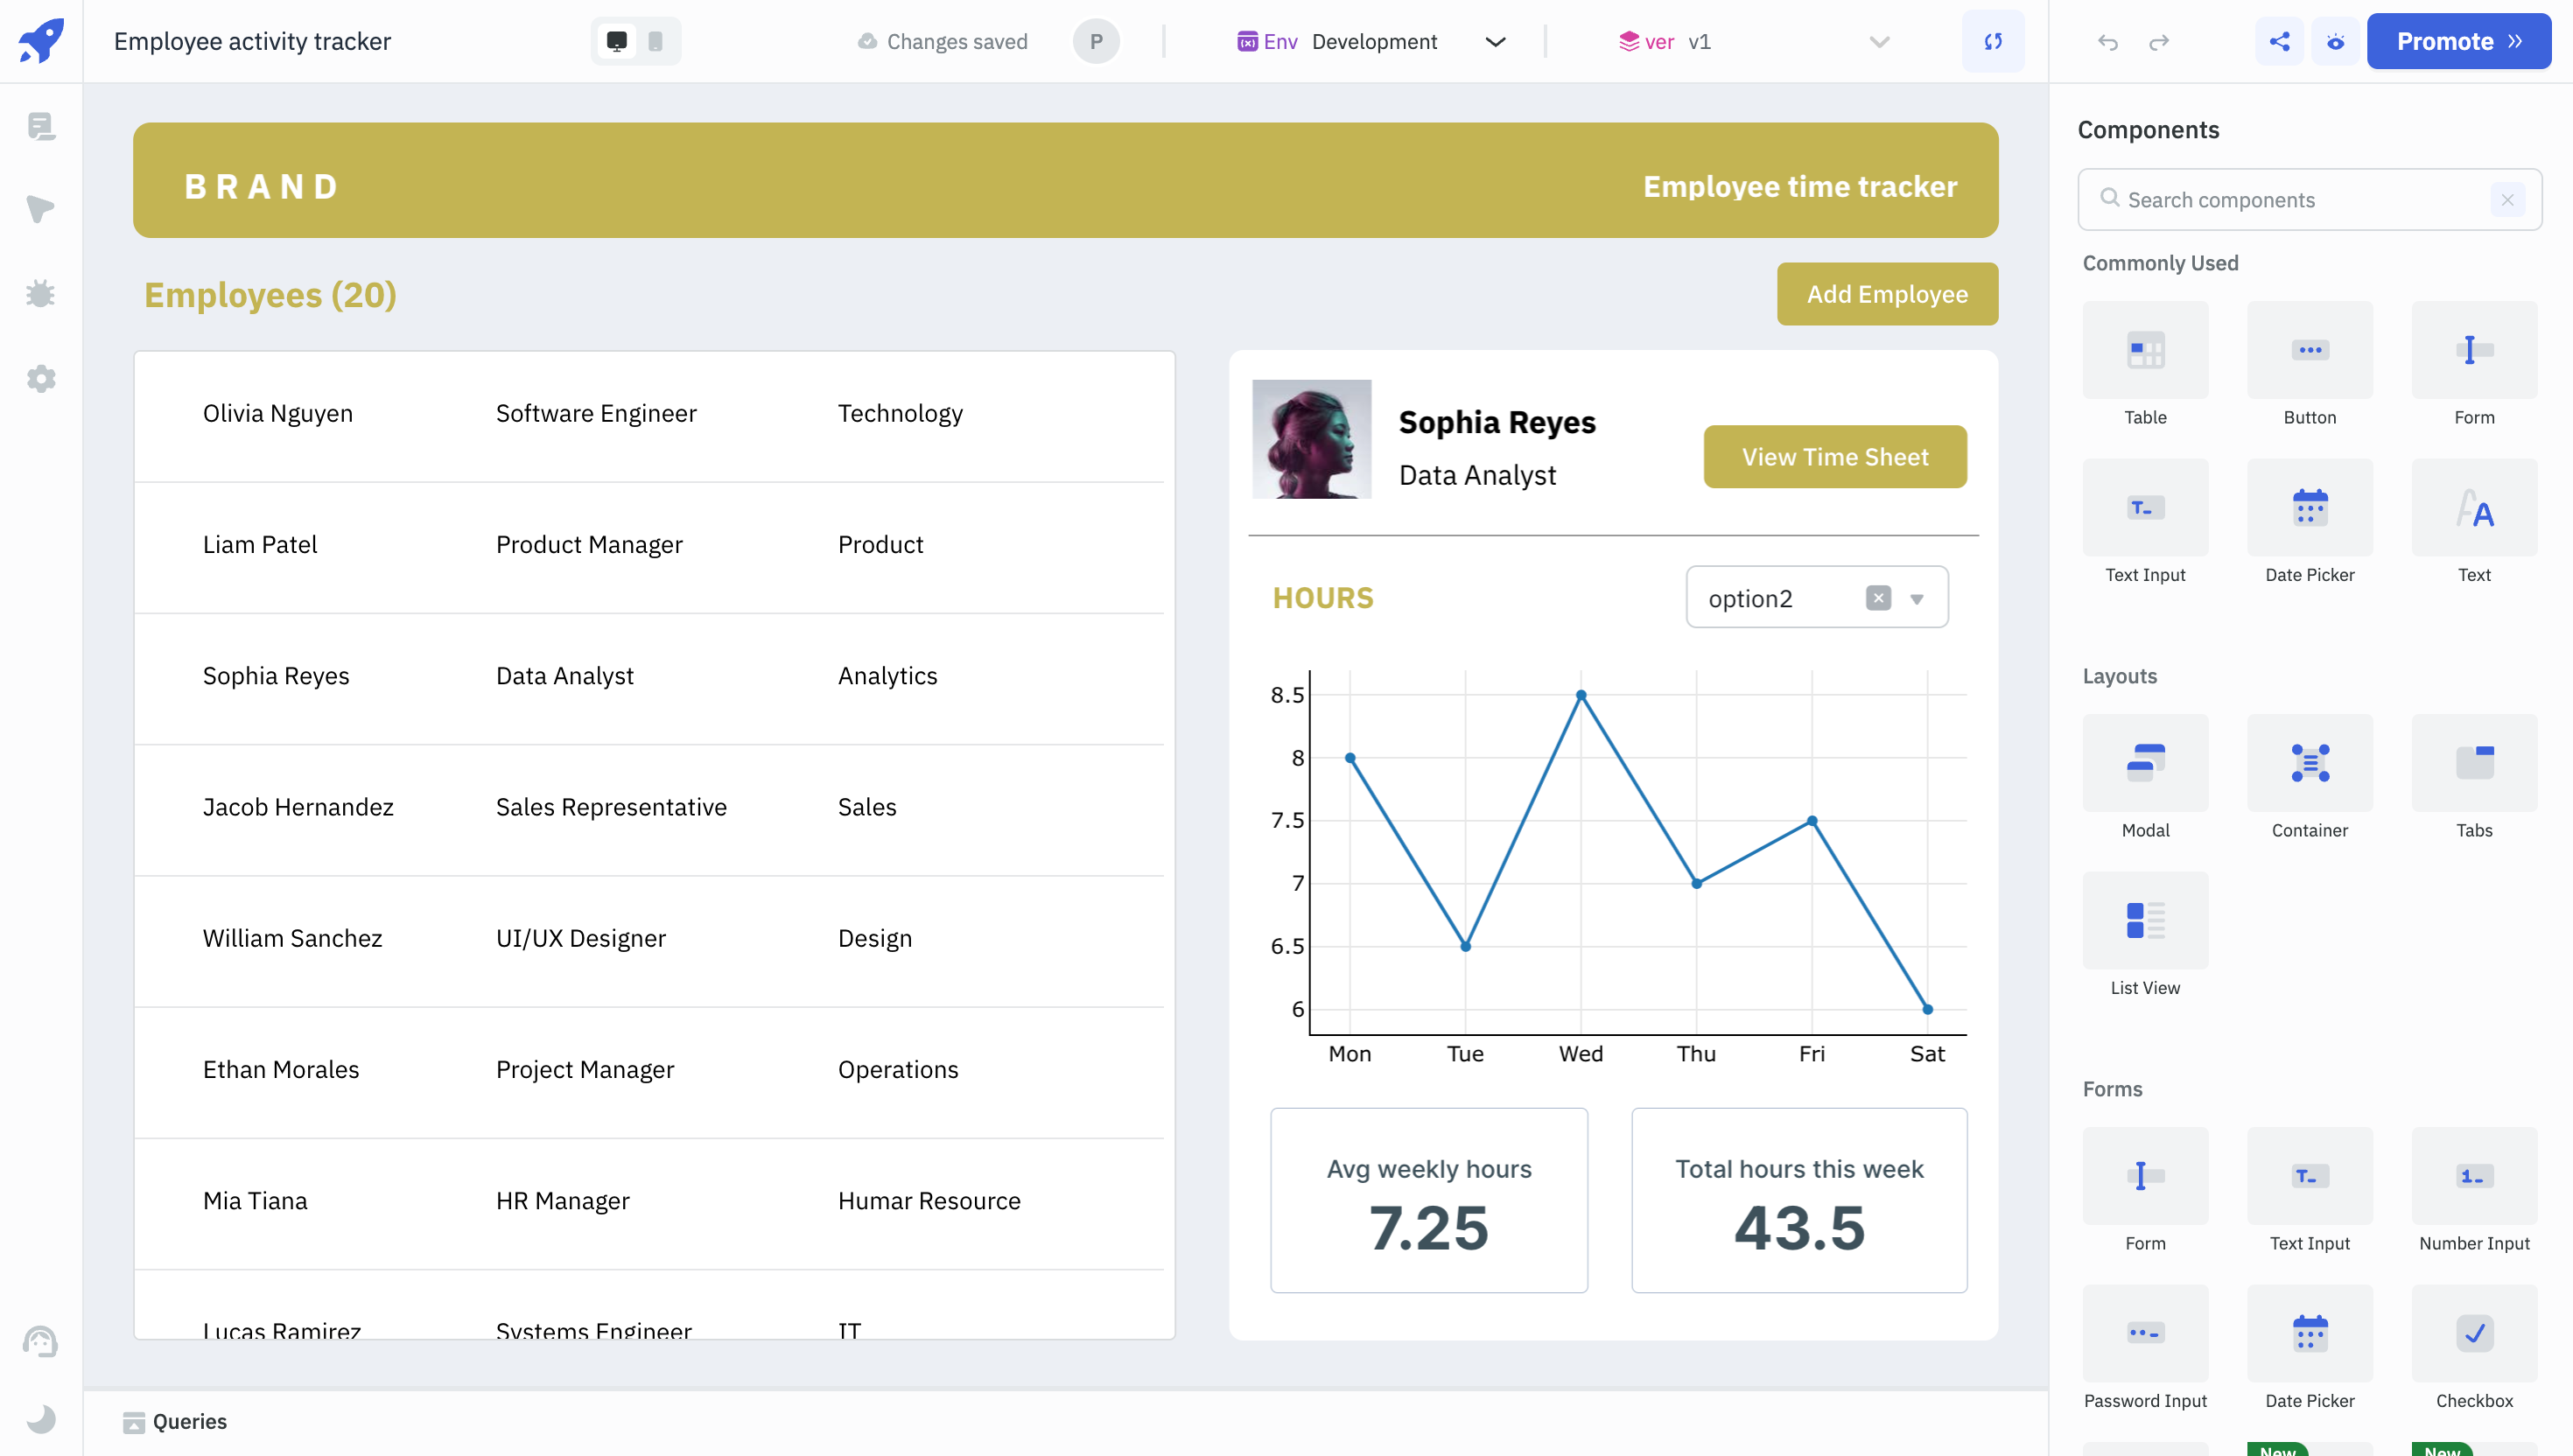 Employee activity tracker
Changes saved
P
Env Development
ver v1
Promote
BRAND
Employee time tracker
Employees (20)
Add Employee
Olivia Nguyen Software Engineer Technology
Liam Patel Product Manager Product
Sophia Reyes Data Analyst Analytics
Jacob Hernandez Sales Representative Sales
William Sanchez UI/UX Designer Design
Ethan Morales Project Manager Operations
Mia Tiana HR Manager Humar Resource
Lucas Ramirez Systems Engineer IT
Sophia Reyes
Data Analyst
View Time Sheet
HOURS
option2
8.5
8
7.5
7
6.5
6
Mon Tue Wed Thu Fri Sat
Avg weekly hours
7.25
Total hours this week
43.5
Queries
Components
Search components
Commonly Used
Table Button Form
Text Input Date Picker Text
Layouts
Modal Container Tabs
List View
Forms
Form Text Input Number Input
Password Input Date Picker Checkbox
New New